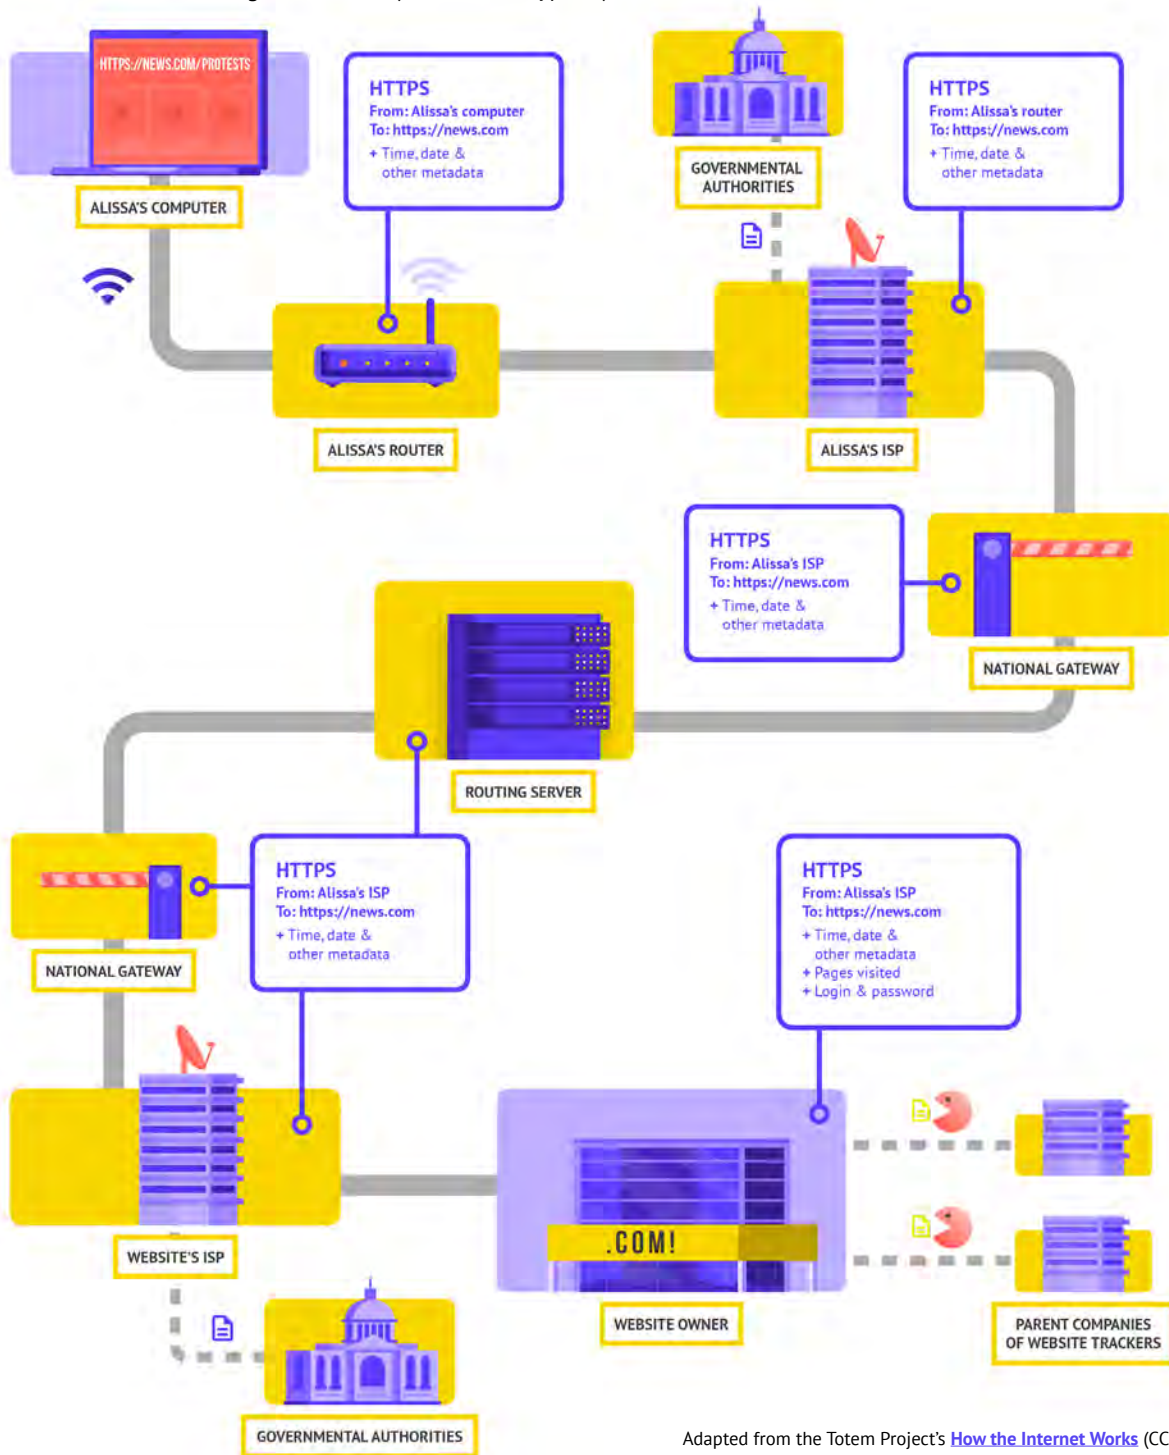 HTTPS://NEWS.COM/PROTESTS
ALISSA'S COMPUTER
HTTPS
From: Alissa's computer
To: https://news.com
+ Time, date &
other metadata
ALISSA'S ROUTER
GOVERNMENTAL
AUTHORITIES
HTTPS
From: Alissa's router
To: https://news.com
+ Time, date &
other metadata
ALISSA'S ISP
HTTPS
From: Alissa's ISP
To: https://news.com
+ Time, date &
other metadata
NATIONAL GATEWAY
ROUTING SERVER
NATIONAL GATEWAY
HTTPS
From: Alissa's ISP
To: https://news.com
+ Time, date &
other metadata
HTTPS
From: Alissa's ISP
To: https://news.com
+ Time, date &
other metadata
+ Pages visited
+ Login & password
WEBSITE'S ISP
.COM!
WEBSITE OWNER
PARENT COMPANIES
OF WEBSITE TRACKERS
GOVERNMENTAL AUTHORITIES
Adapted from the Totem Project's How the Internet Works (CC